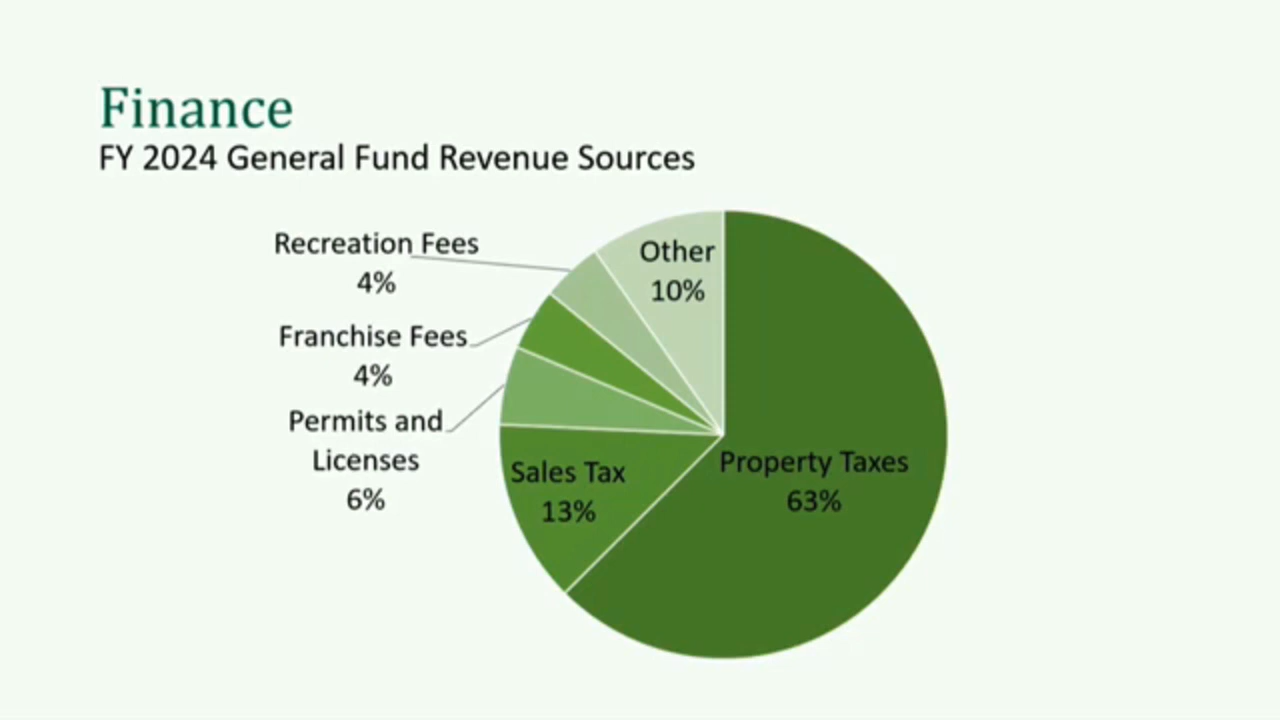 Finance
FY 2024 General Fund Revenue Sources
Recreation Fees
4%
Other
10%
Franchise Fees
4%
Permits and
Licenses
6%
Sales Tax
13%
Property Taxes
63%